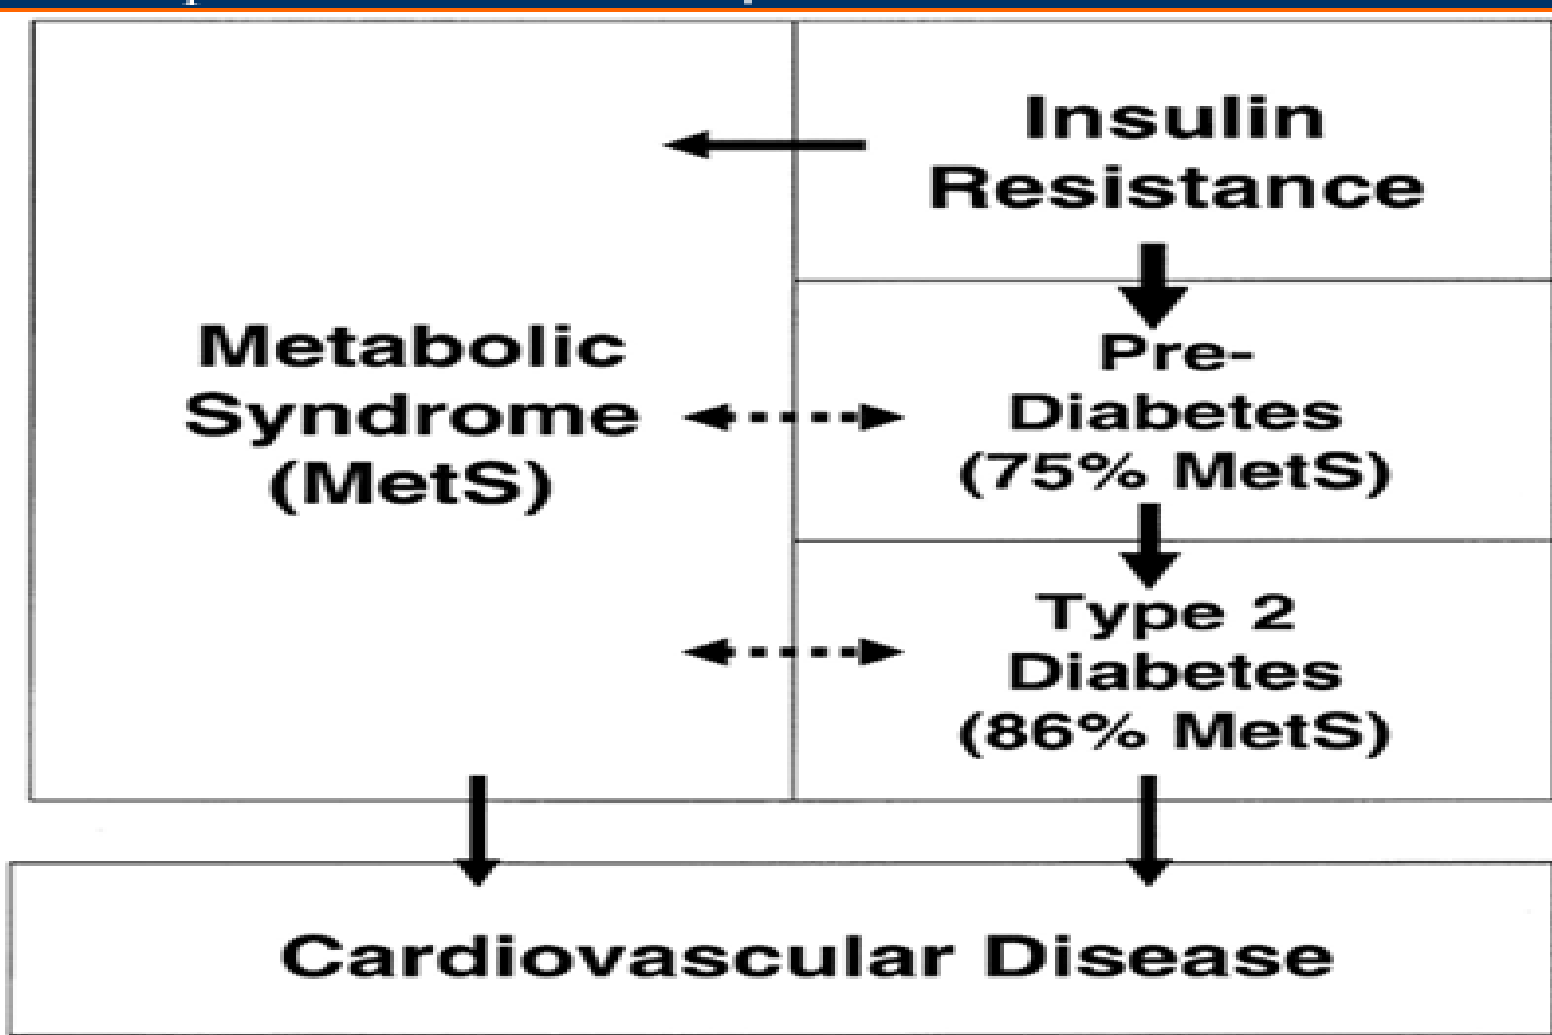 Insulin
Resistance
Metabolic
Syndrome
(MetS)
Pre-
Diabetes
(75% MetS)
Type 2
Diabetes
(86% MetS)
Cardiovascular Disease